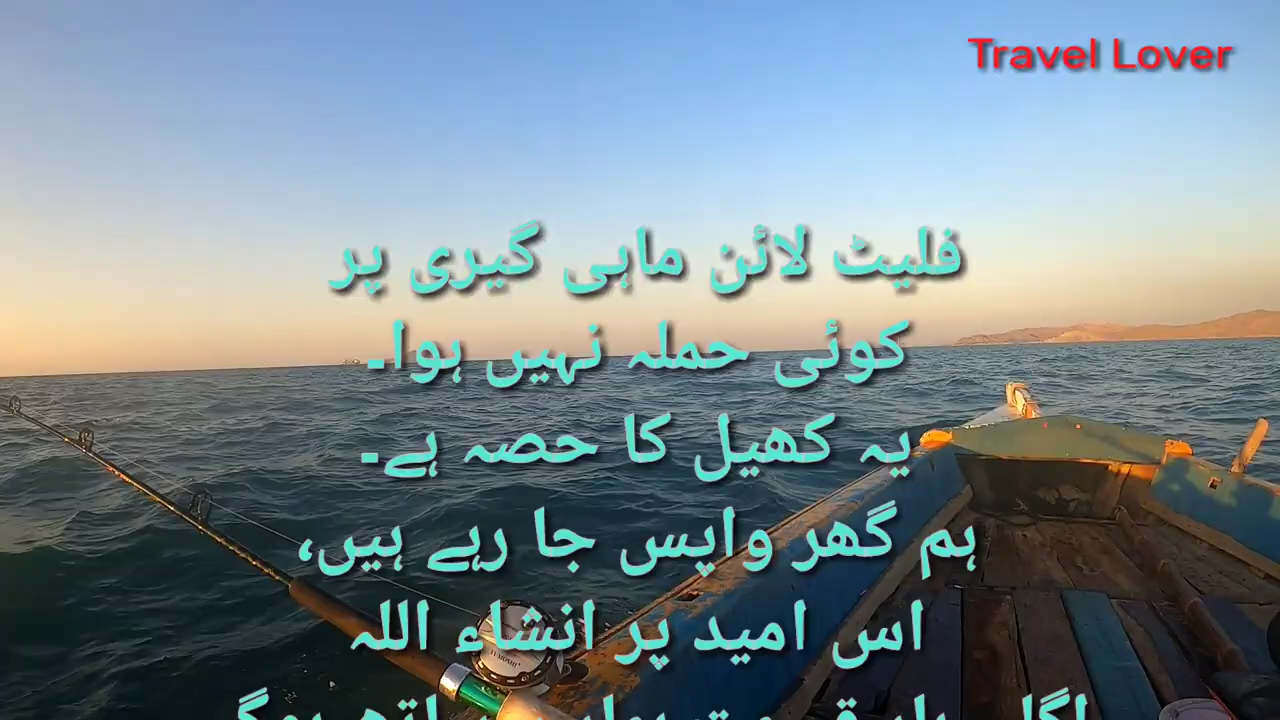 Travel Lover
فلیٹ لائن ماہی گیری پر
کوئی حملہ نہیں ہوا۔
یہ کھیل کا حصہ ہے۔
ہم گھر واپس جا رہے ہیں،
اس امید پر انشاء اللہ